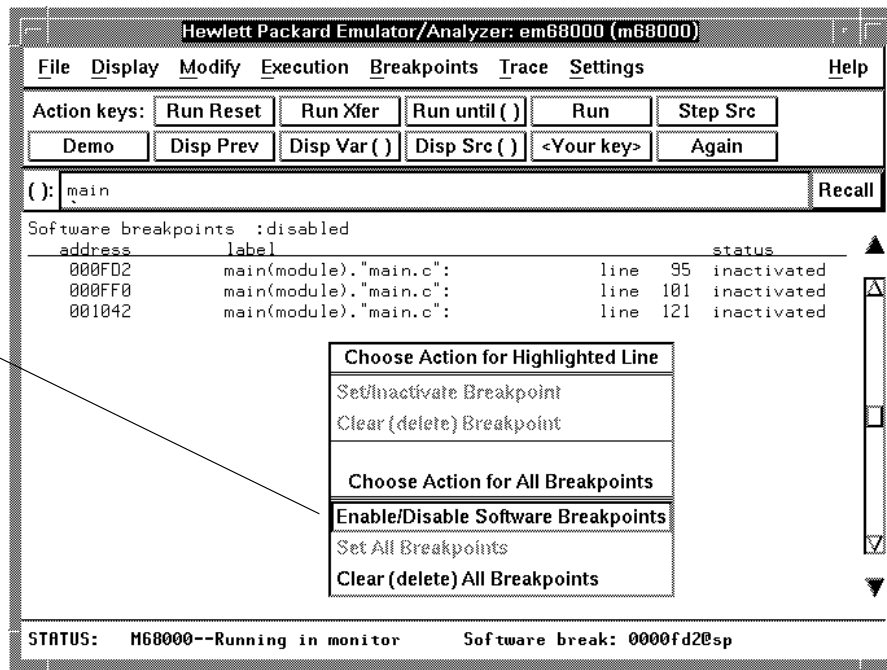 Hewlett Packard Emulator/Analyzer: em68000 (m68000)
File Display Modify Execution Breakpoints Trace Settings Help
Action keys: Run Reset Run Xfer Run until ( ) Run Step Src
Demo Disp Prev Disp Var ( ) Disp Src ( ) <Your key> Again
( ): main Recall
Software breakpoints :disabled
address label status
000FD2 main(module)."main.c": line 95 inactivated
000FF0 main(module)."main.c": line 101 inactivated
001042 main(module)."main.c": line 121 inactivated
Choose Action for Highlighted Line
Set/Inactivate Breakpoint
Clear (delete) Breakpoint
Choose Action for All Breakpoints
Enable/Disable Software Breakpoints
Set All Breakpoints
Clear (delete) All Breakpoints
STATUS: M68000--Running in monitor Software break: 0000fd2@sp